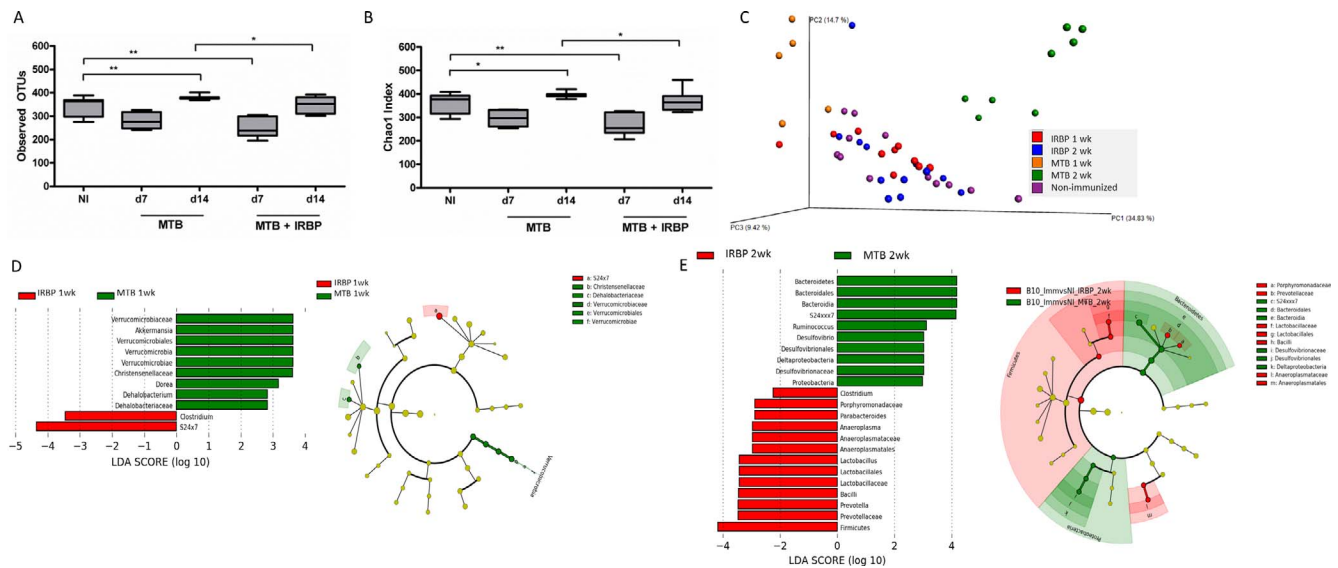 A
Observed OTUs
600
500
400
300
200
100
0
**
**
*
NI
d7
d14
d7
d14
MTB
MTB + IRBP
B
Chao1 Index
600
500
400
300
200
100
0
**
*
*
NI
d7
d14
d7
d14
MTB
MTB + IRBP
C
PC2 (14.7 %)
IRBP 1 wk
IRBP 2 wk
MTB 1 wk
MTB 2 wk
Non-immunized
PC1 (34.83 %)
PC3 (9.42 %)
D
IRBP 1wk
MTB 1wk
Verrucomicrobiaceae
Akkermansia
Verrucomicrobiales
Verrucomicrobia
Verrucomicrobiae
Christensenellaceae
Dorea
Dehalobacterium
Dehalobacteriaceae
Clostridium
S24x7
−5 −4 −3 −2 −1 0 1 2 3 4
LDA SCORE (log 10)
IRBP 1wk
MTB 1wk
a: S24x7
b: Christensenellaceae
c: Dehalobacteriaceae
d: Verrucomicrobiaceae
e: Verrucomicrobiales
f: Verrucomicrobiae
Verrucomicrobia
E
IRBP 2wk
MTB 2wk
Bacteroidetes
Bacteroidales
Bacteroidia
S24xxx7
Ruminococcus
Desulfovibrio
Desulfovibrionales
Deltaproteobacteria
Desulfovibrionaceae
Proteobacteria
Clostridium
Porphyromonadaceae
Parabacteroides
Anaeroplasma
Anaeroplasmataceae
Anaeroplasmatales
Lactobacillus
Lactobacillales
Lactobacillaceae
Bacilli
Prevotella
Prevotellaceae
Firmicutes
−4 −2 0 2 4
LDA SCORE (log 10)
B10_ImmvsNI_IRBP_2wk
B10_ImmvsNI_MTB_2wk
Bacteroidetes
Firmicutes
Proteobacteria
a: Porphyromonadaceae
b: Prevotellaceae
c: S24xxx7
d: Bacteroidales
e: Bacteroidia
f: Lactobacillaceae
g: Lactobacillales
h: Bacilli
i: Desulfovibrionaceae
j: Desulfovibrionales
k: Deltaproteobacteria
l: Anaeroplasmataceae
m: Anaeroplasmatales